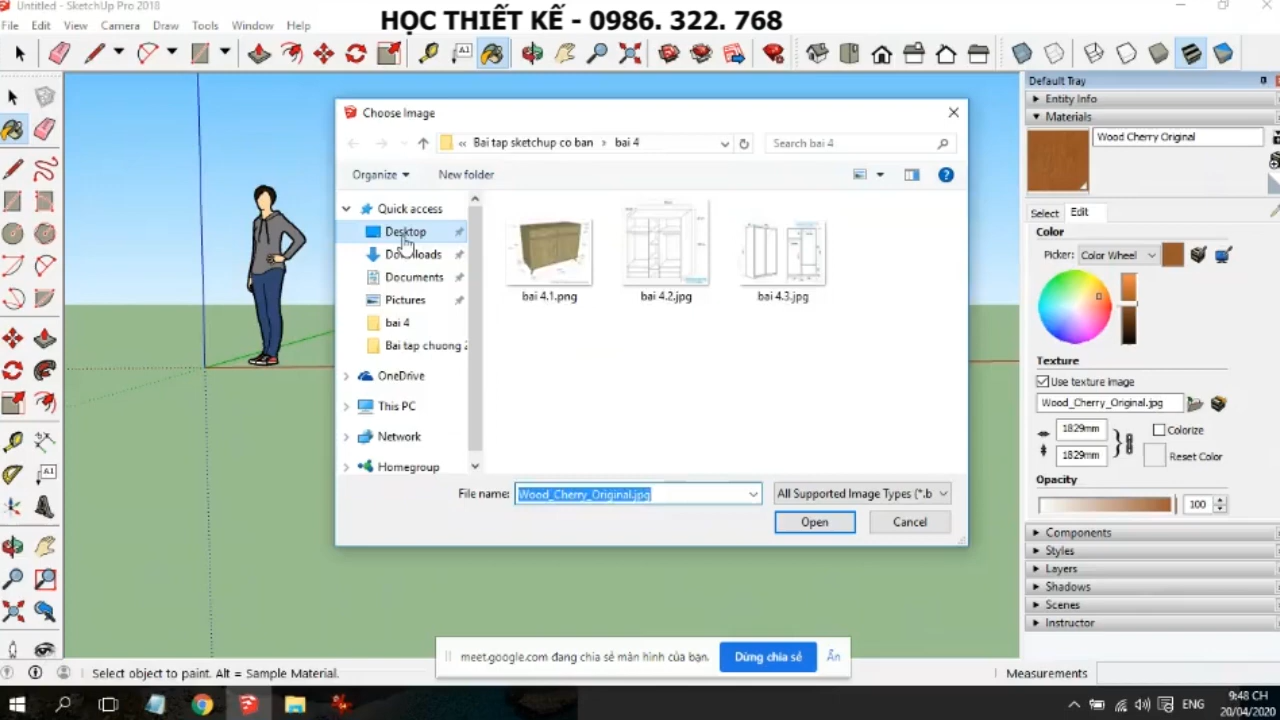 Untitled - SketchUp Pro 2018
HỌC THIẾT KẾ - 0986. 322. 768
File Edit View Camera Draw Tools Window Help
A1
Default Tray
Entity Info
Materials
Wood Cherry Original
Select Edit
Color
Picker: Color Wheel
Texture
Use texture image
Wood_Cherry_Original.jpg
1829mm
Colorize
1829mm
Reset Color
Opacity
100
Components
Styles
Layers
Shadows
Scenes
Instructor
Choose Image
« Bai tap sketchup co ban › bai 4
Search bai 4
Organize New folder
Quick access
Desktop
Downloads
Documents
Pictures
bai 4
Bai tap chuong 2
OneDrive
This PC
Network
Homegroup
bai 4.1.png
bai 4.2.jpg
bai 4.3.jpg
File name: Wood_Cherry_Original.jpg
All Supported Image Types (*.b
Open Cancel
A1
meet.google.com đang chia sẻ màn hình của bạn. Dừng chia sẻ Ẩn
Select object to paint. Alt = Sample Material.
Measurements
ENG
9:48 CH
20/04/2020